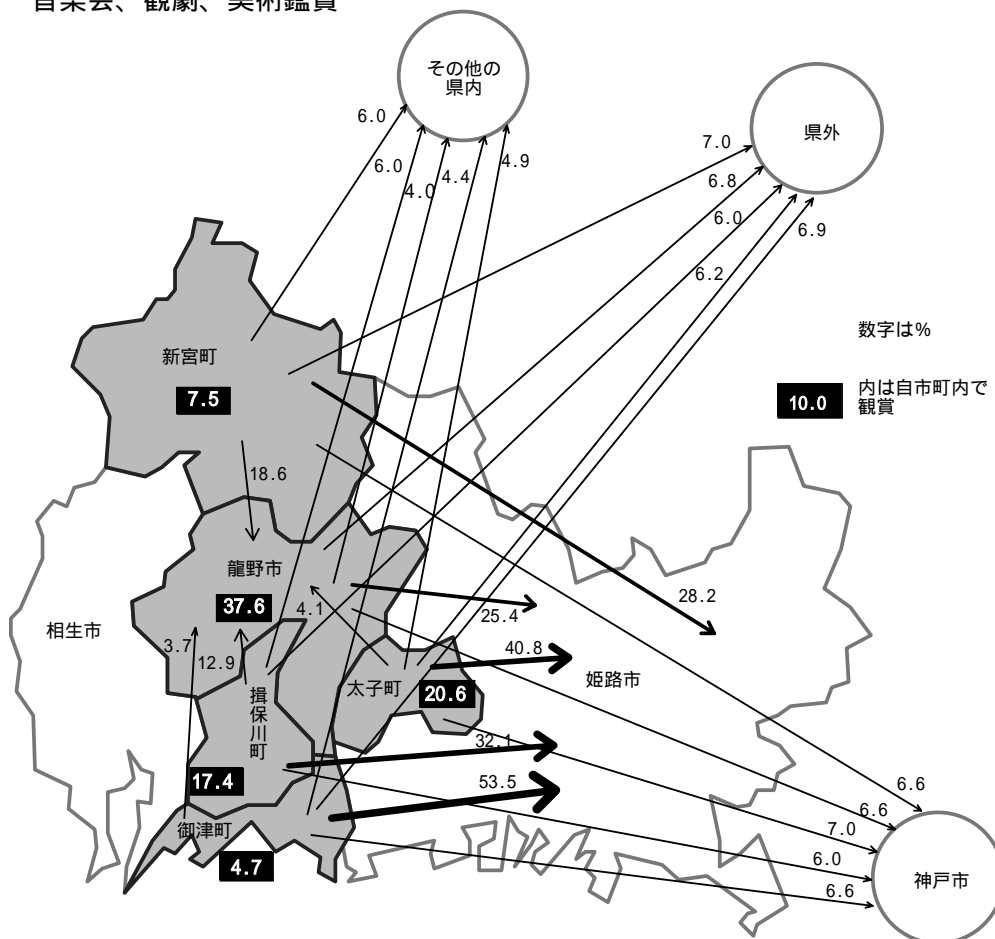 音楽会、観劇、美術鑑賞
その他の
県内
県外
6.0
6.0
4.0
4.4
4.9
7.0
6.8
6.0
6.2
6.9
数字は%
10.0
内は自市町内で
観賞
新宮町
7.5
18.6
龍野市
37.6
4.1
25.4
28.2
相生市
3.7
12.9
揖保川町
太子町
20.6
40.8
姫路市
32.1
17.4
53.5
御津町
4.7
6.6
6.6
7.0
6.0
6.6
神戸市